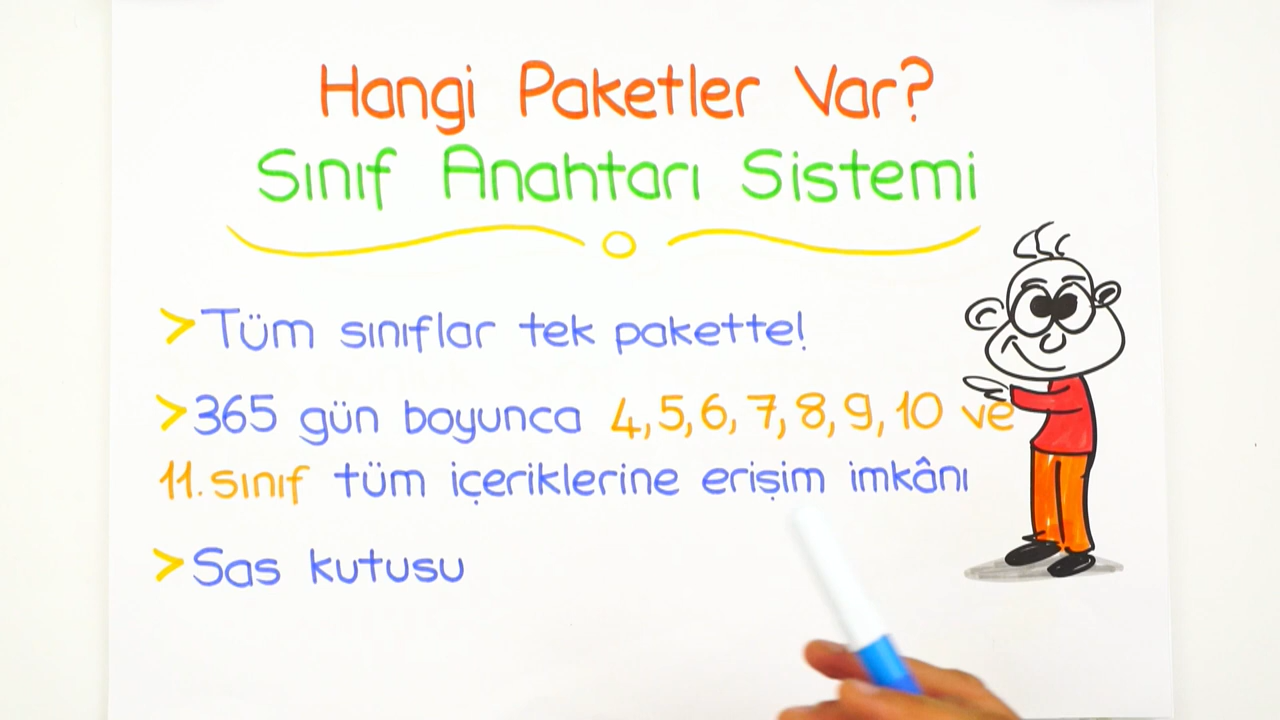 Hangi Paketler Var?
Sınıf Anahtarı Sistemi
>Tüm sınıflar tek pakette!
>365 gün boyunca 4, 5, 6, 7, 8, 9, 10 ve
11. sınıf tüm içeriklerine erişim imkânı
>Sas kutusu